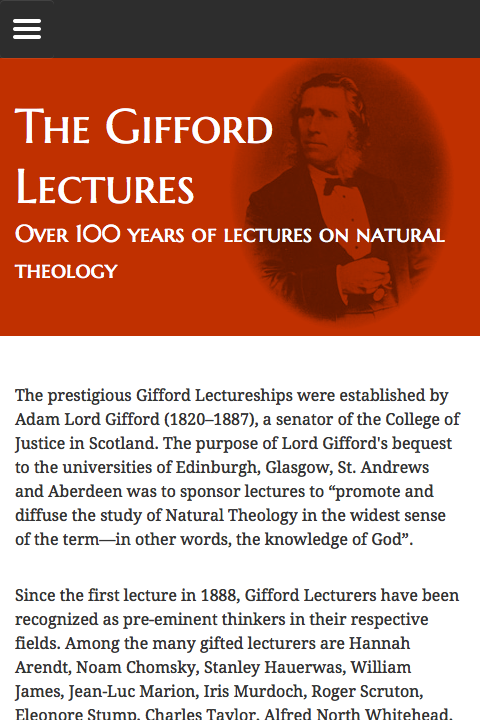 The Gifford
Lectures
Over 100 years of lectures on natural
theology
The prestigious Gifford Lectureships were established by
Adam Lord Gifford (1820–1887), a senator of the College of
Justice in Scotland. The purpose of Lord Gifford's bequest
to the universities of Edinburgh, Glasgow, St. Andrews
and Aberdeen was to sponsor lectures to “promote and
diffuse the study of Natural Theology in the widest sense
of the term—in other words, the knowledge of God”.
Since the first lecture in 1888, Gifford Lecturers have been
recognized as pre-eminent thinkers in their respective
fields. Among the many gifted lecturers are Hannah
Arendt, Noam Chomsky, Stanley Hauerwas, William
James, Jean-Luc Marion, Iris Murdoch, Roger Scruton,
Eleonore Stump, Charles Taylor, Alfred North Whitehead,